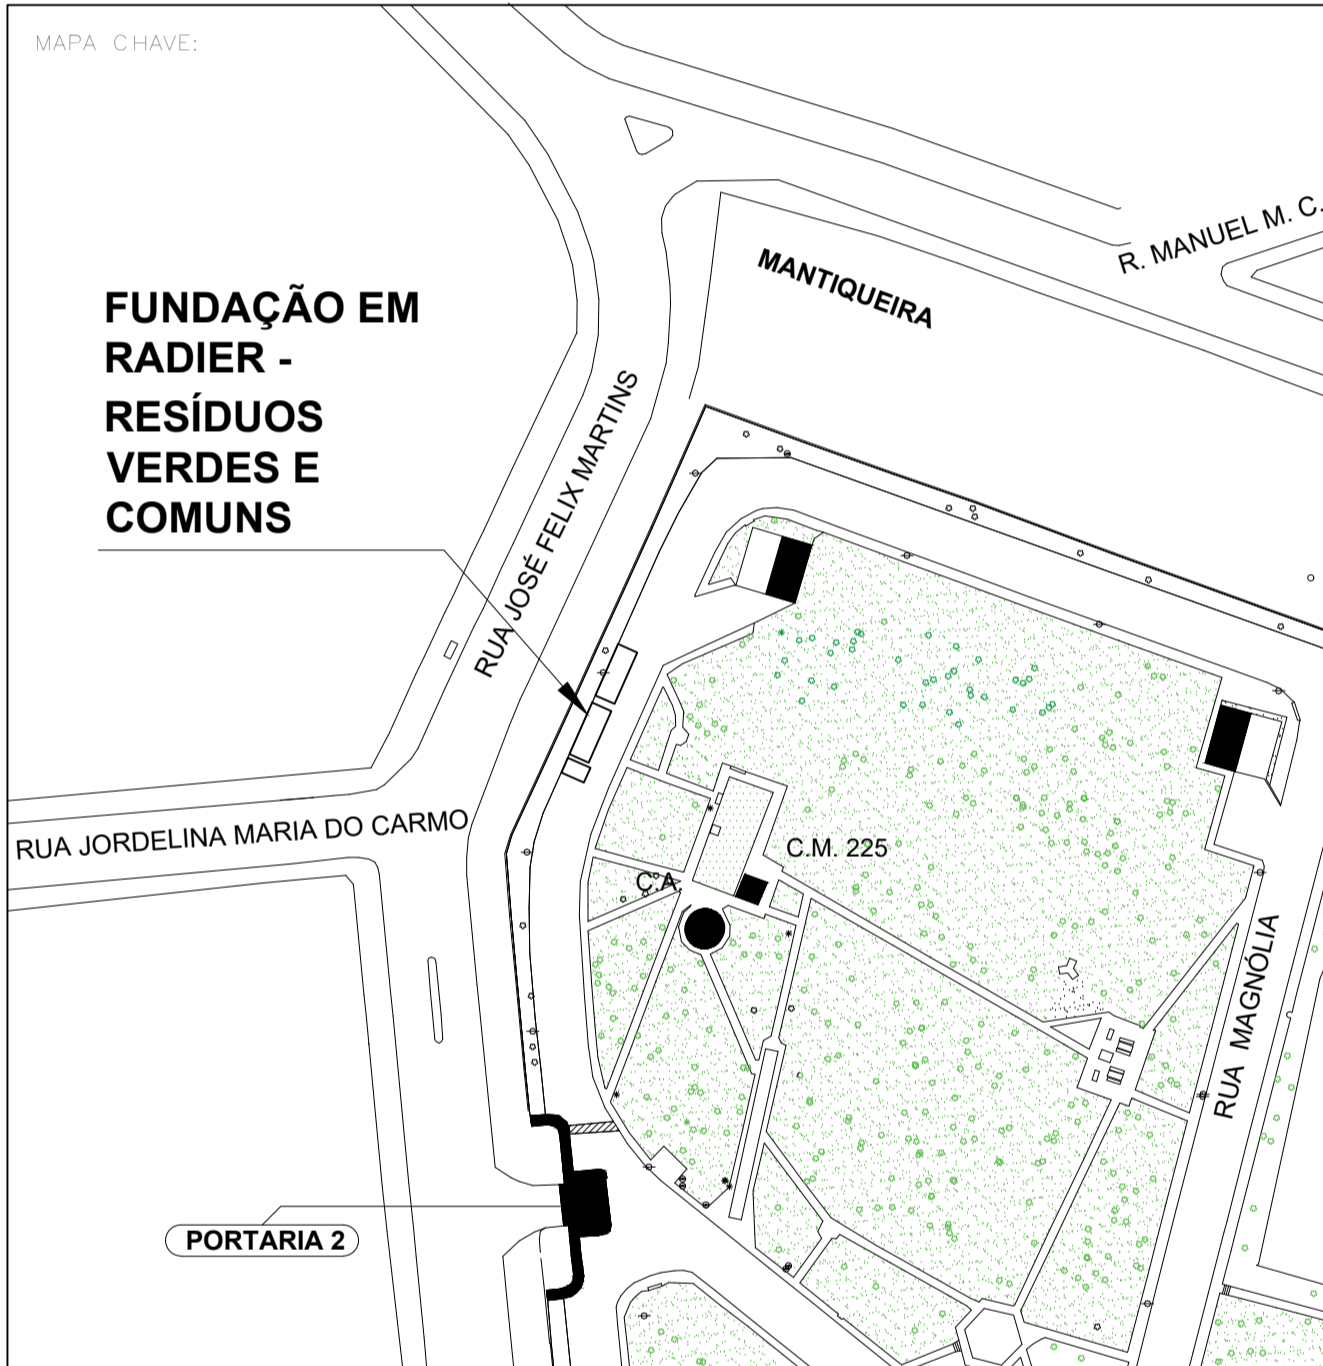 MAPA CHAVE:
R. MANUEL M. C.
MANTIQUEIRA
FUNDAÇÃO EM
RADIER -
RESÍDUOS
VERDES E
COMUNS
RUA JOSÉ FELIX MARTINS
RUA JORDELINA MARIA DO CARMO
C.M. 225
C.A.
RUA MAGNÓLIA
PORTARIA 2